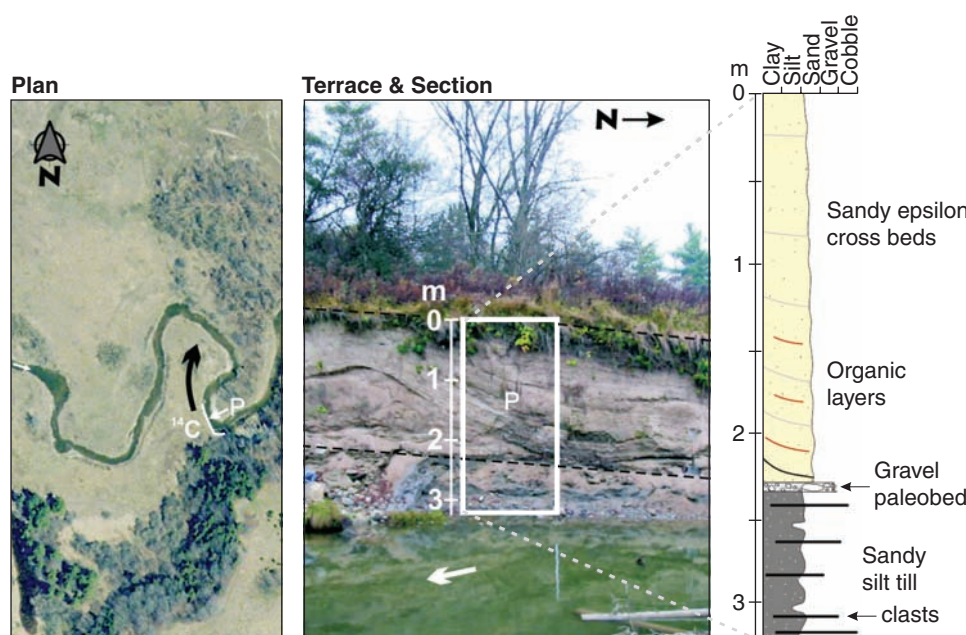 Plan
N
P
14C
Terrace & Section
N
m
0
1
2
3
P
m
Clay
Silt
Sand
Gravel
Cobble
0
1
2
3
Sandy epsilon
cross beds
Organic
layers
Gravel
paleobed
Sandy
silt till
clasts